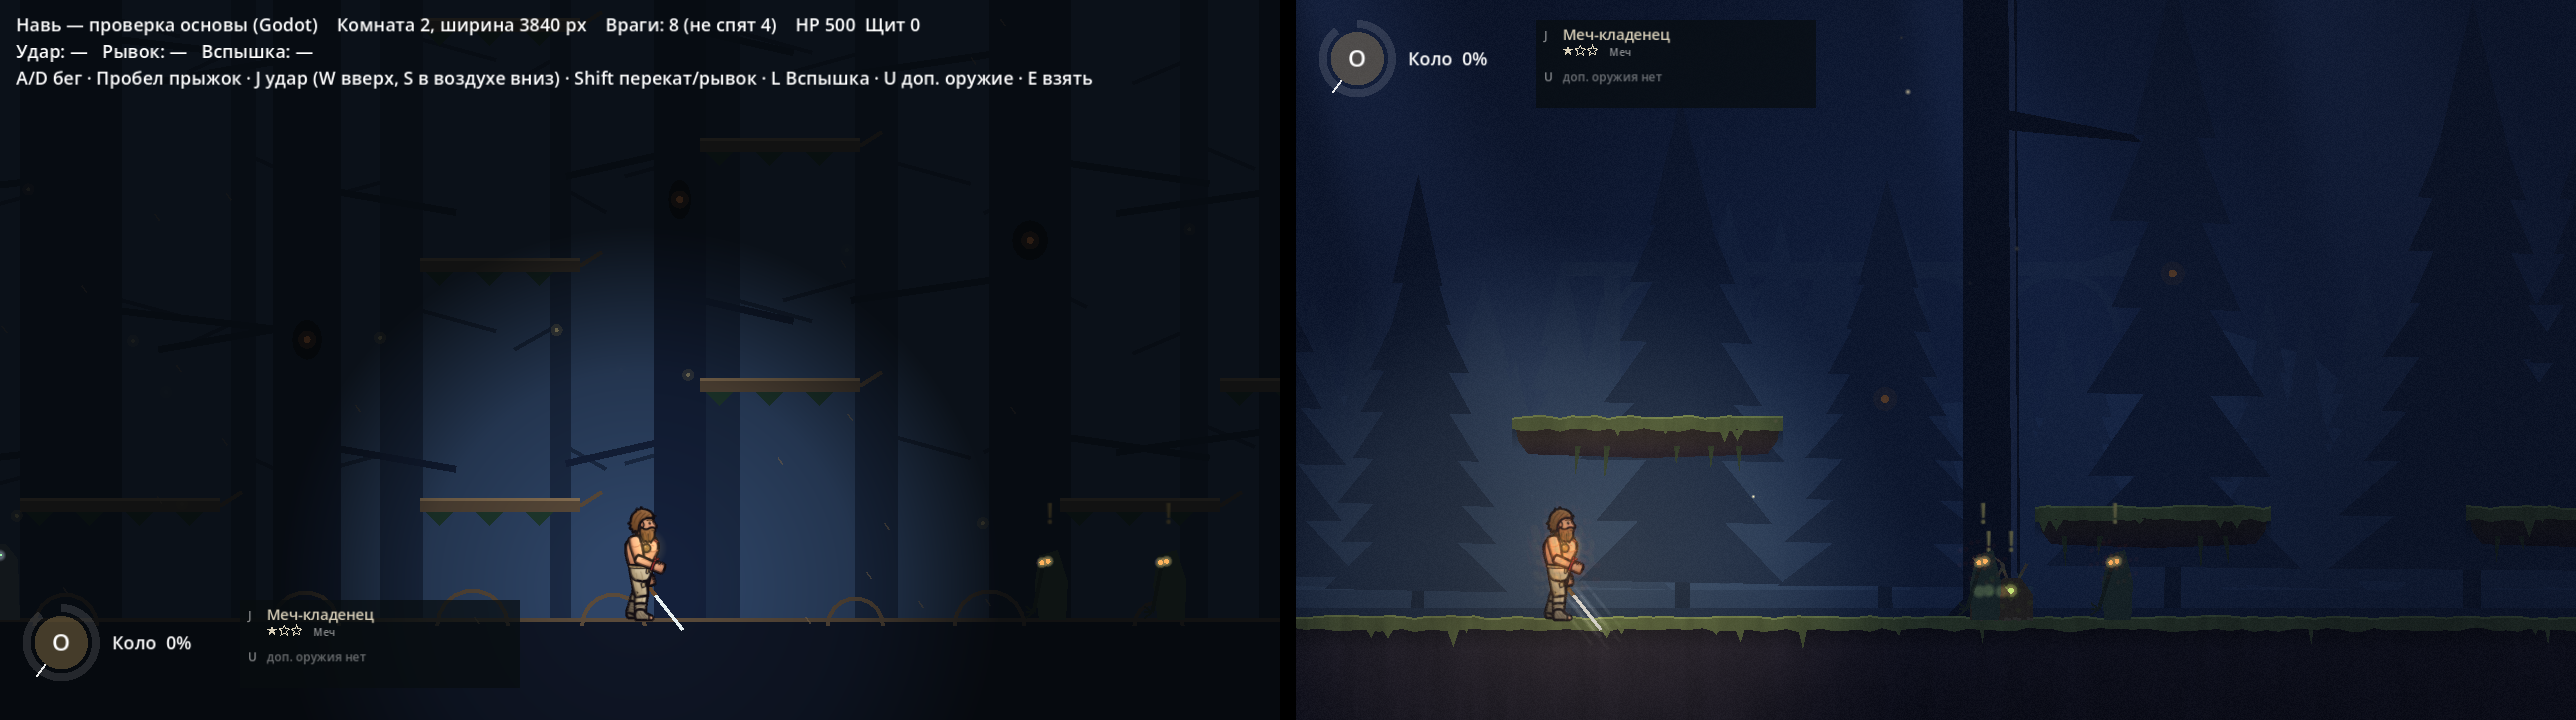 Навь — проверка основы (Godot)    Комната 2, ширина 3840 px    Враги: 8 (не спят 4)    HP 500  Щит 0
Удар: —   Рывок: —   Вспышка: —
A/D бег · Пробел прыжок · J удар (W вверх, S в воздухе вниз) · Shift перекат/рывок · L Вспышка · U доп. оружие · E взять
J Меч-кладенец
★☆☆ Меч
О Коло 0%
U доп. оружия нет
J Меч-кладенец
★☆☆ Меч
О Коло 0%
U доп. оружия нет